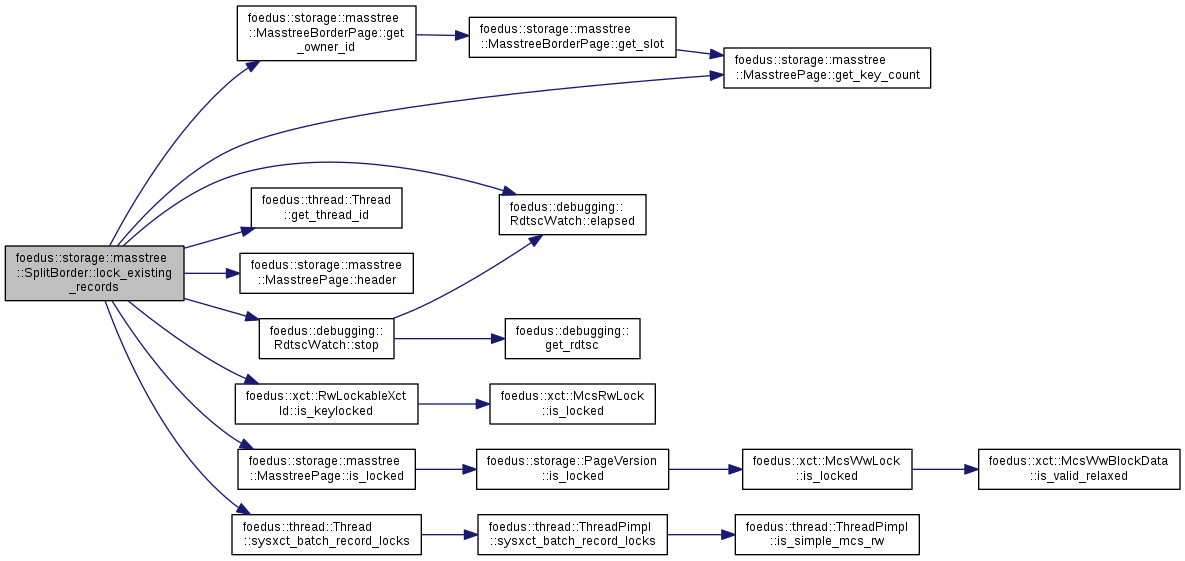 foedus::storage::masstree
::SplitBorder::lock_existing
_records
foedus::storage::masstree
::MasstreeBorderPage::get
_owner_id
foedus::storage::masstree
::MasstreeBorderPage::get_slot
foedus::storage::masstree
::MasstreePage::get_key_count
foedus::debugging::
RdtscWatch::elapsed
foedus::thread::Thread
::get_thread_id
foedus::storage::masstree
::MasstreePage::header
foedus::debugging::
RdtscWatch::stop
foedus::debugging::
get_rdtsc
foedus::xct::RwLockableXct
Id::is_keylocked
foedus::xct::McsRwLock
::is_locked
foedus::storage::masstree
::MasstreePage::is_locked
foedus::storage::PageVersion
::is_locked
foedus::xct::McsWwLock
::is_locked
foedus::xct::McsWwBlockData
::is_valid_relaxed
foedus::thread::Thread
::sysxct_batch_record_locks
foedus::thread::ThreadPimpl
::sysxct_batch_record_locks
foedus::thread::ThreadPimpl
::is_simple_mcs_rw